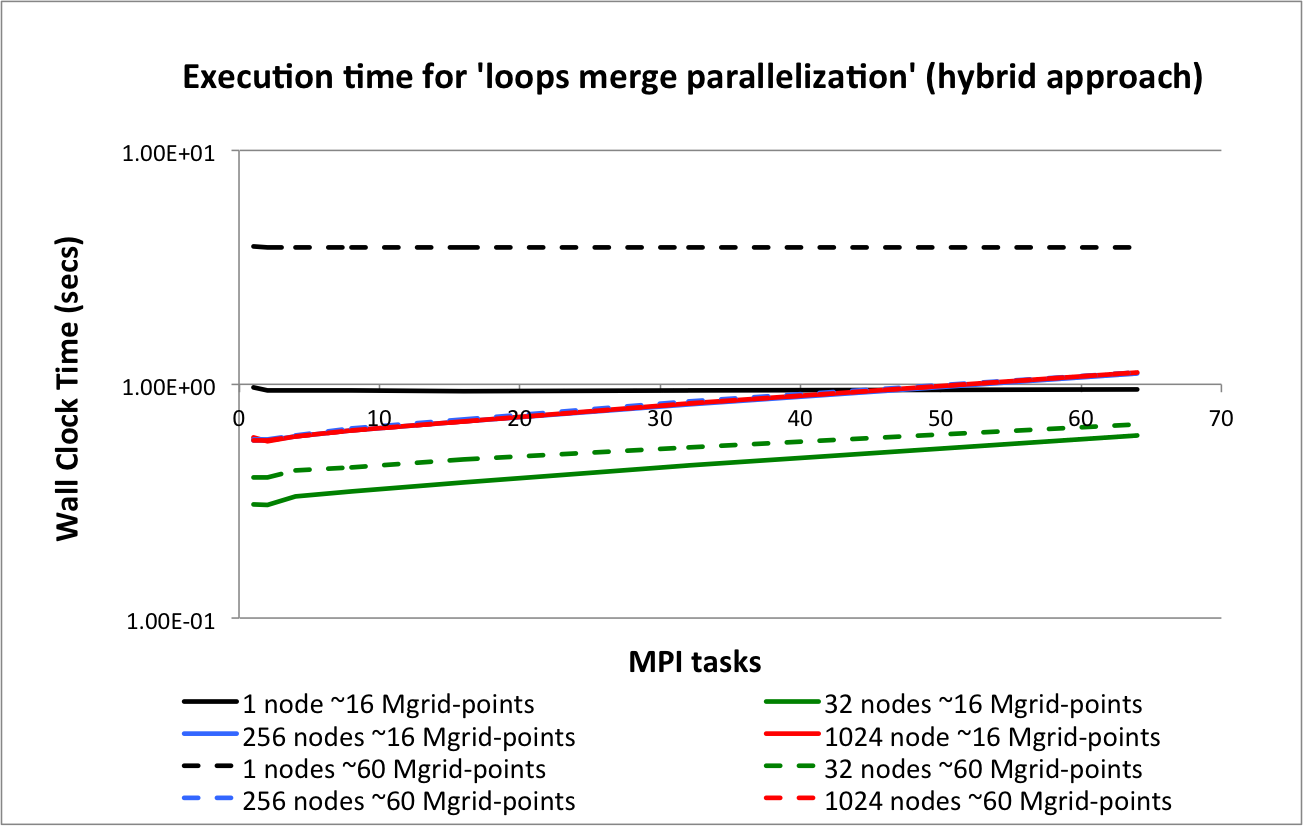 Execution time for 'loops merge parallelization' (hybrid approach)
Wall Clock Time (secs)
1.00E+01
1.00E+00
1.00E-01
0 10 20 30 40 50 60 70
MPI tasks
1 node ~16 Mgrid-points
32 nodes ~16 Mgrid-points
256 nodes ~16 Mgrid-points
1024 node ~16 Mgrid-points
1 nodes ~60 Mgrid-points
32 nodes ~60 Mgrid-points
256 nodes ~60 Mgrid-points
1024 nodes ~60 Mgrid-points